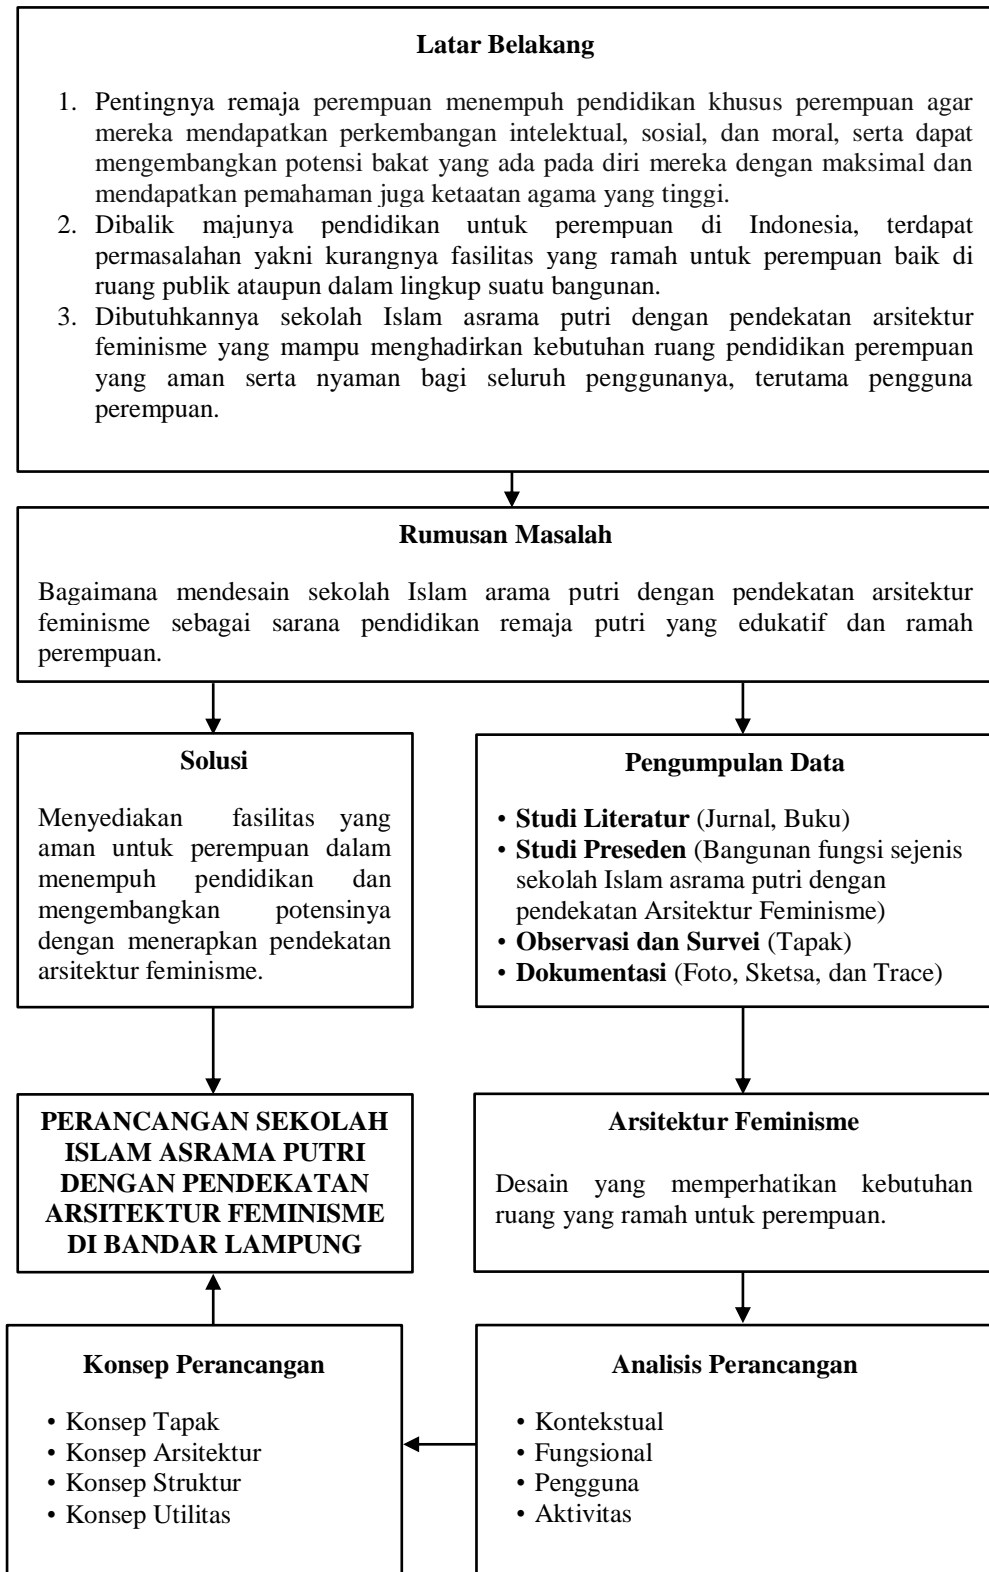 Latar Belakang
1. Pentingnya remaja perempuan menempuh pendidikan khusus perempuan agar
mereka mendapatkan perkembangan intelektual, sosial, dan moral, serta dapat
mengembangkan potensi bakat yang ada pada diri mereka dengan maksimal dan
mendapatkan pemahaman juga ketaatan agama yang tinggi.
2. Dibalik majunya pendidikan untuk perempuan di Indonesia, terdapat
permasalahan yakni kurangnya fasilitas yang ramah untuk perempuan baik di
ruang publik ataupun dalam lingkup suatu bangunan.
3. Dibutuhkannya sekolah Islam asrama putri dengan pendekatan arsitektur
feminisme yang mampu menghadirkan kebutuhan ruang pendidikan perempuan
yang aman serta nyaman bagi seluruh penggunanya, terutama pengguna
perempuan.
Rumusan Masalah
Bagaimana mendesain sekolah Islam arama putri dengan pendekatan arsitektur
feminisme sebagai sarana pendidikan remaja putri yang edukatif dan ramah
perempuan.
Solusi
Menyediakan fasilitas yang
aman untuk perempuan dalam
menempuh pendidikan dan
mengembangkan potensinya
dengan menerapkan pendekatan
arsitektur feminisme.
Pengumpulan Data
• Studi Literatur (Jurnal, Buku)
• Studi Preseden (Bangunan fungsi sejenis
sekolah Islam asrama putri dengan
pendekatan Arsitektur Feminisme)
• Observasi dan Survei (Tapak)
• Dokumentasi (Foto, Sketsa, dan Trace)
PERANCANGAN SEKOLAH
ISLAM ASRAMA PUTRI
DENGAN PENDEKATAN
ARSITEKTUR FEMINISME
DI BANDAR LAMPUNG
Arsitektur Feminisme
Desain yang memperhatikan kebutuhan
ruang yang ramah untuk perempuan.
Konsep Perancangan
• Konsep Tapak
• Konsep Arsitektur
• Konsep Struktur
• Konsep Utilitas
Analisis Perancangan
• Kontekstual
• Fungsional
• Pengguna
• Aktivitas